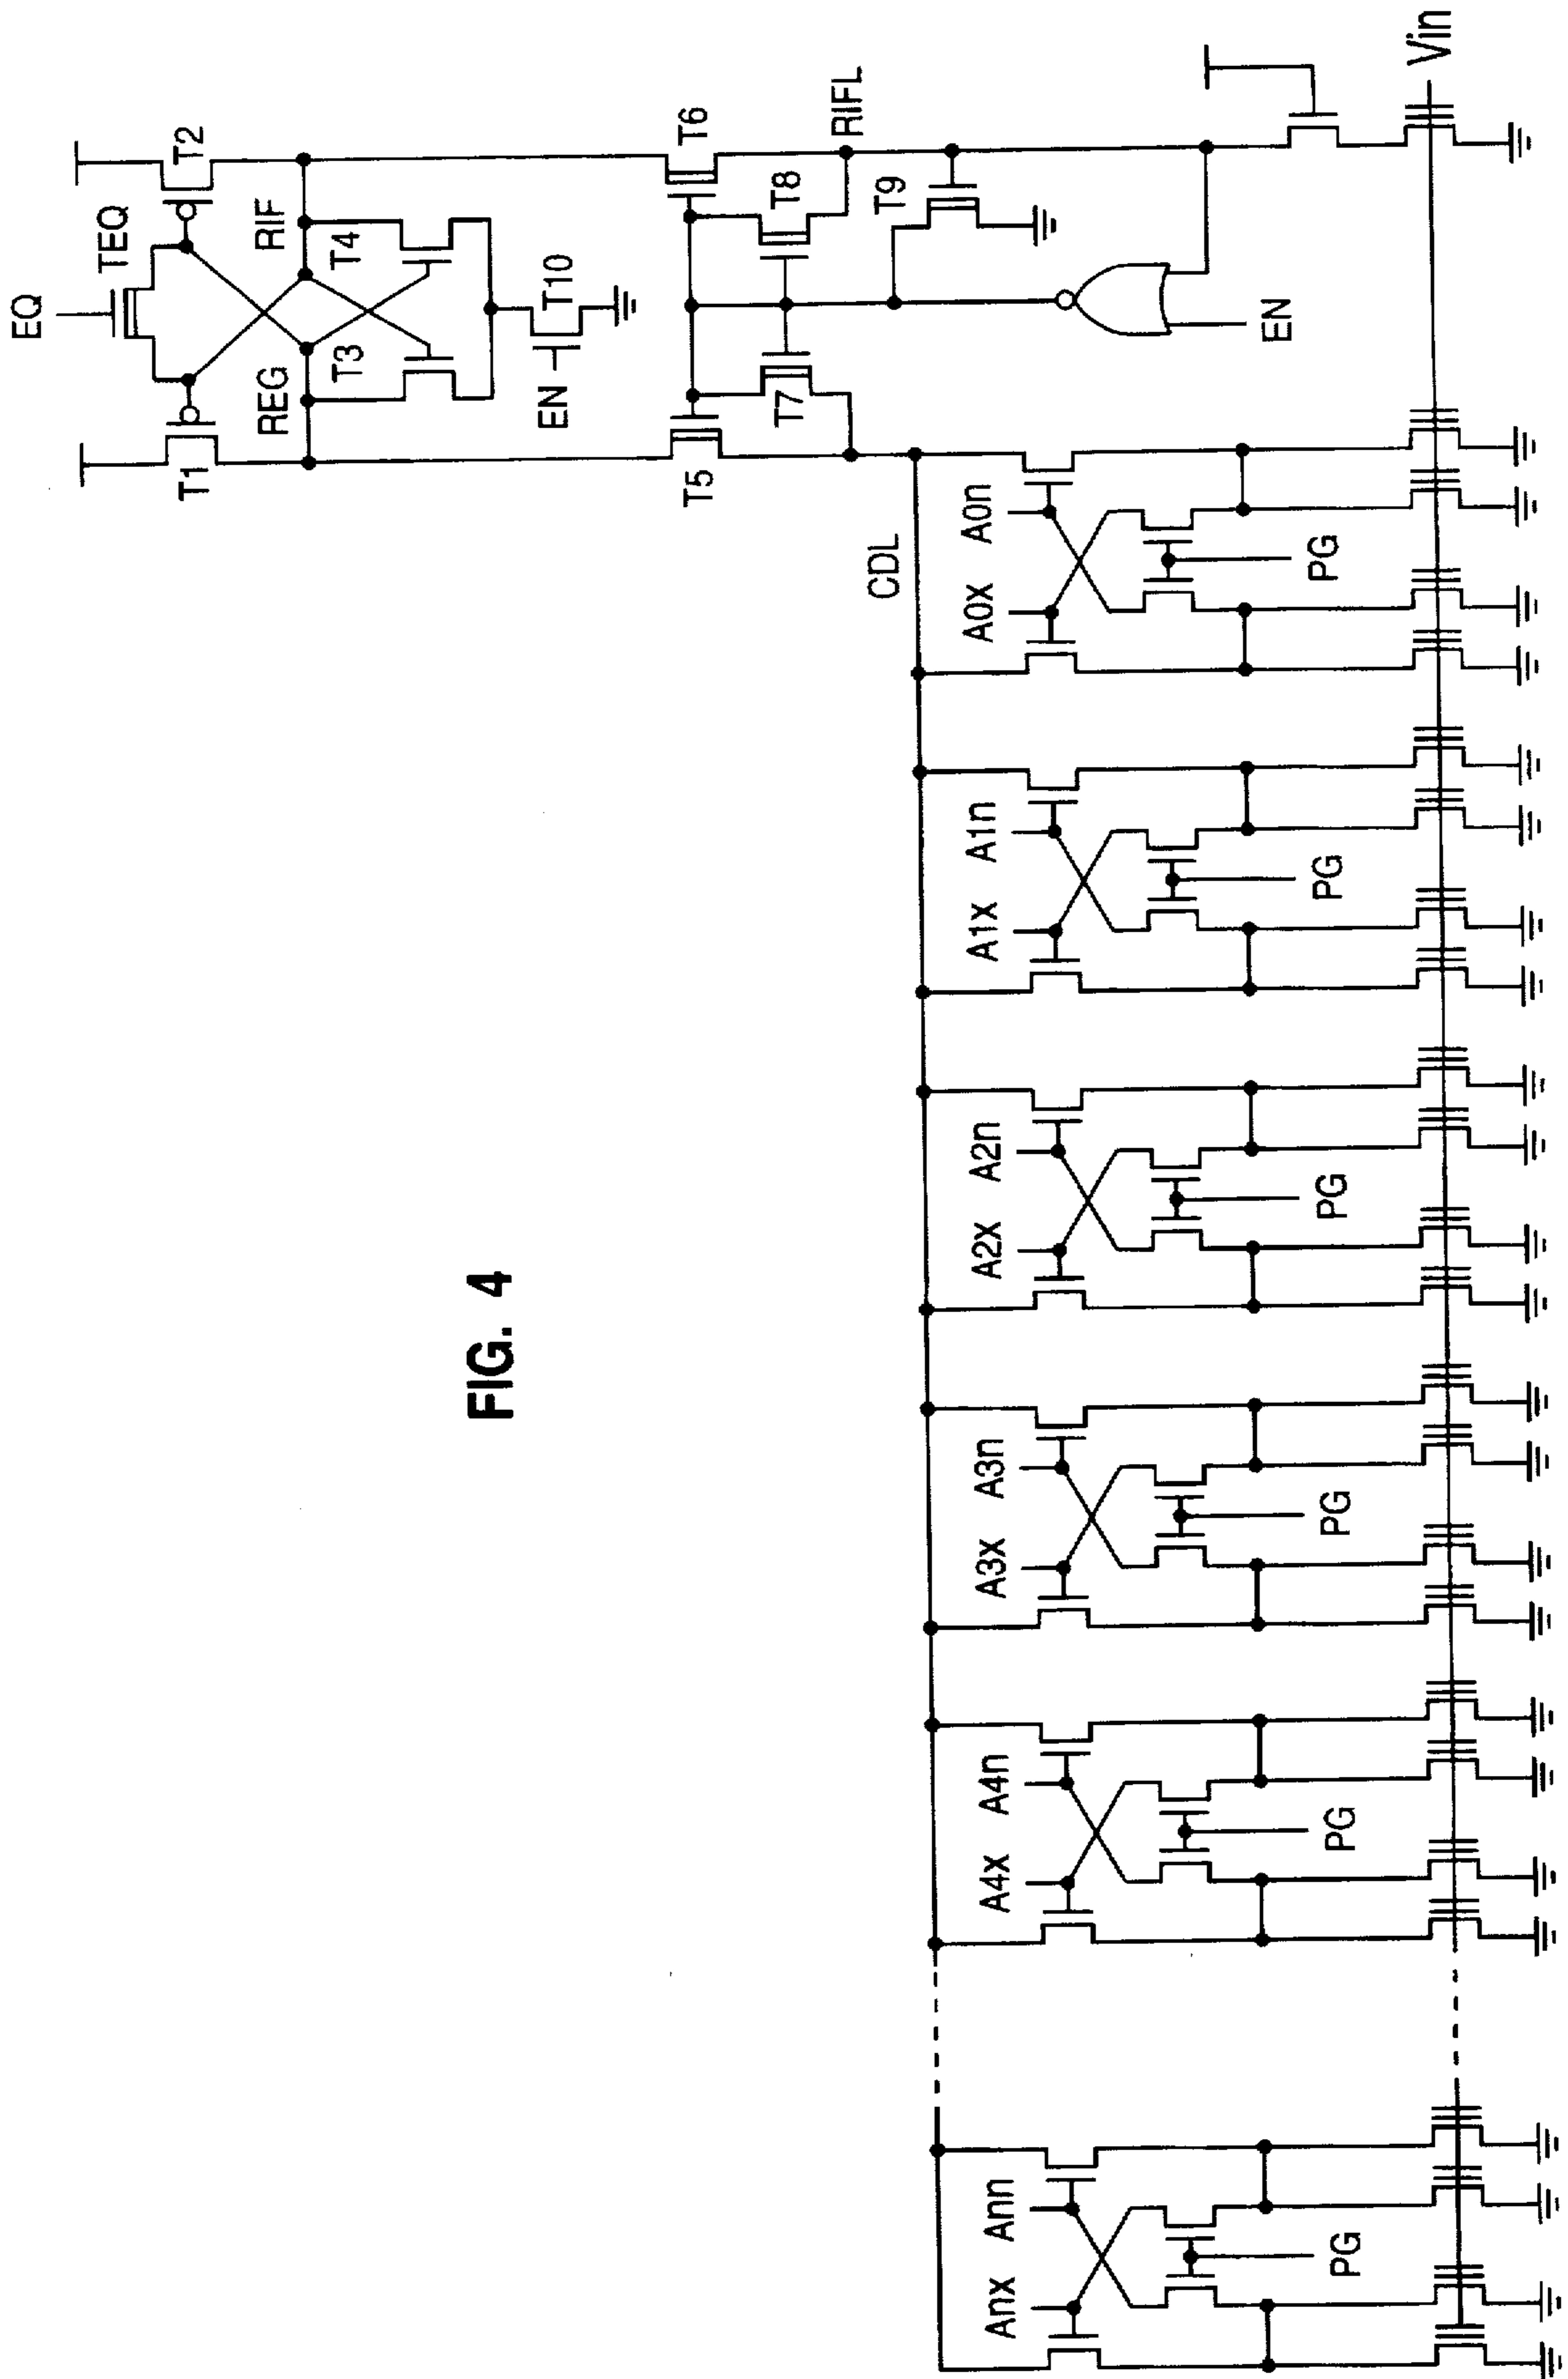 EQ
TEQ
T1
T2
REG
RIF
T3
T4
EN
T10
T5
T6
T7
T8
RIFL
T9
EN
Vin
CDL
FIG. 4
Anx
Ann
A4x
A4n
A3x
A3n
A2x
A2n
A1x
A1n
A0x
A0n
PG
PG
PG
PG
PG
PG